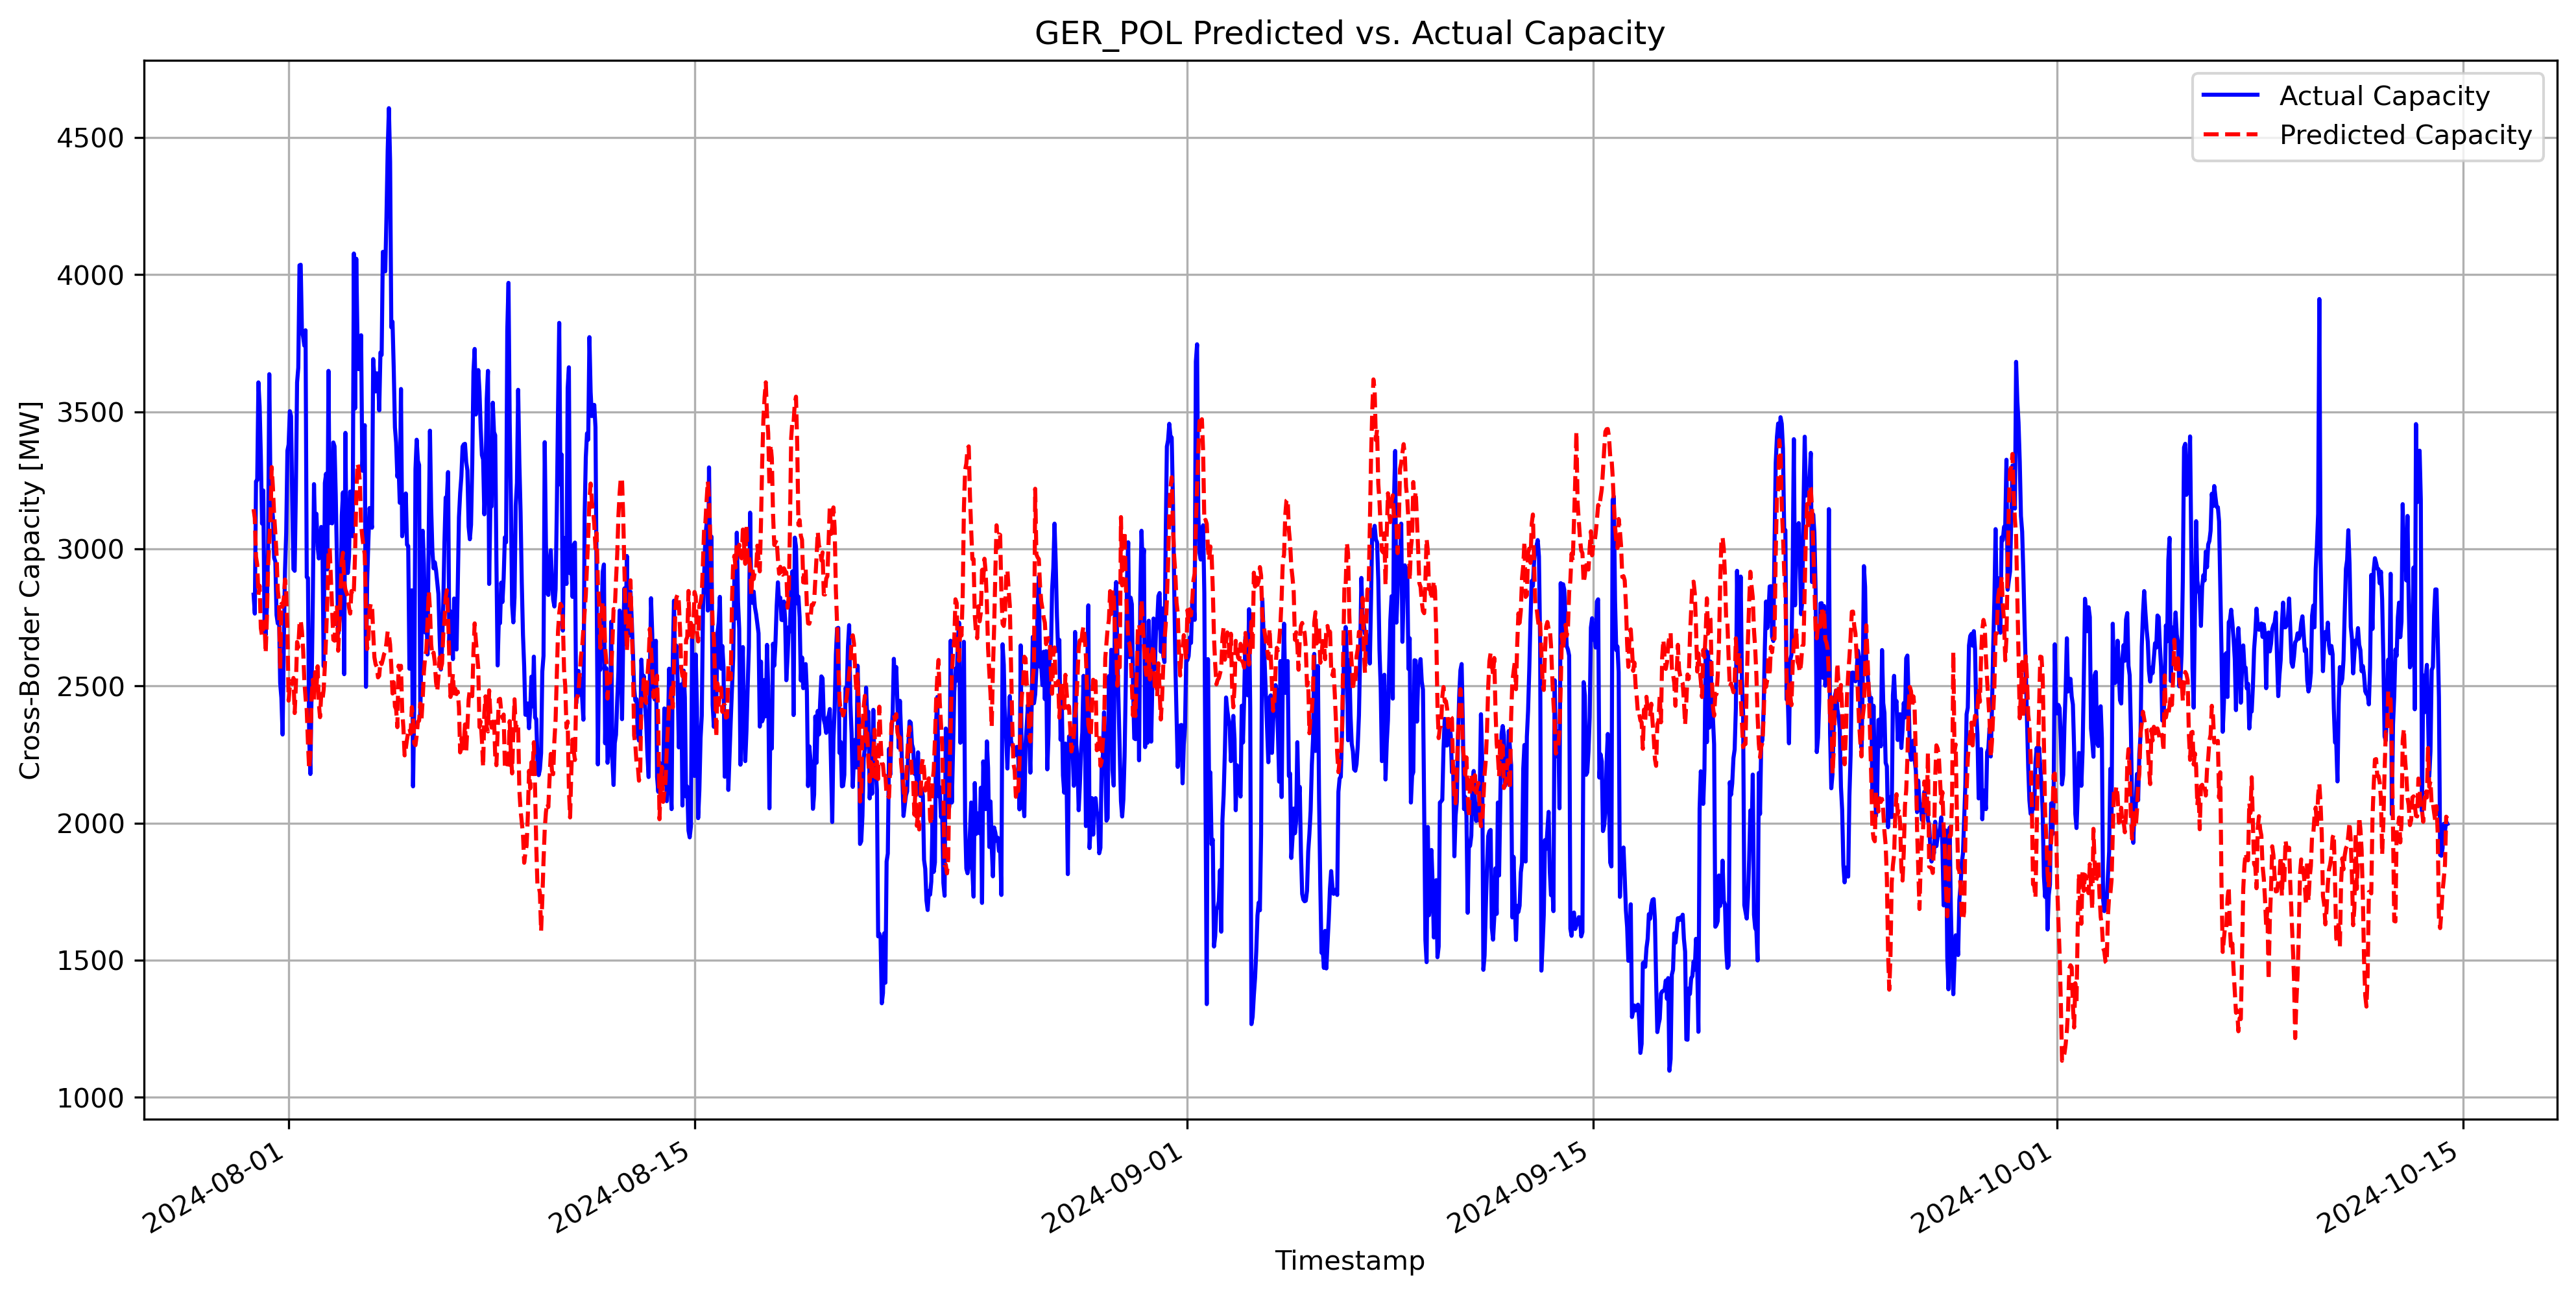 GER_POL Predicted vs. Actual Capacity
Actual Capacity
Predicted Capacity
Cross-Border Capacity [MW]
4500
4000
3500
3000
2500
2000
1500
1000
2024-08-01
2024-08-15
2024-09-01
2024-09-15
2024-10-01
2024-10-15
Timestamp